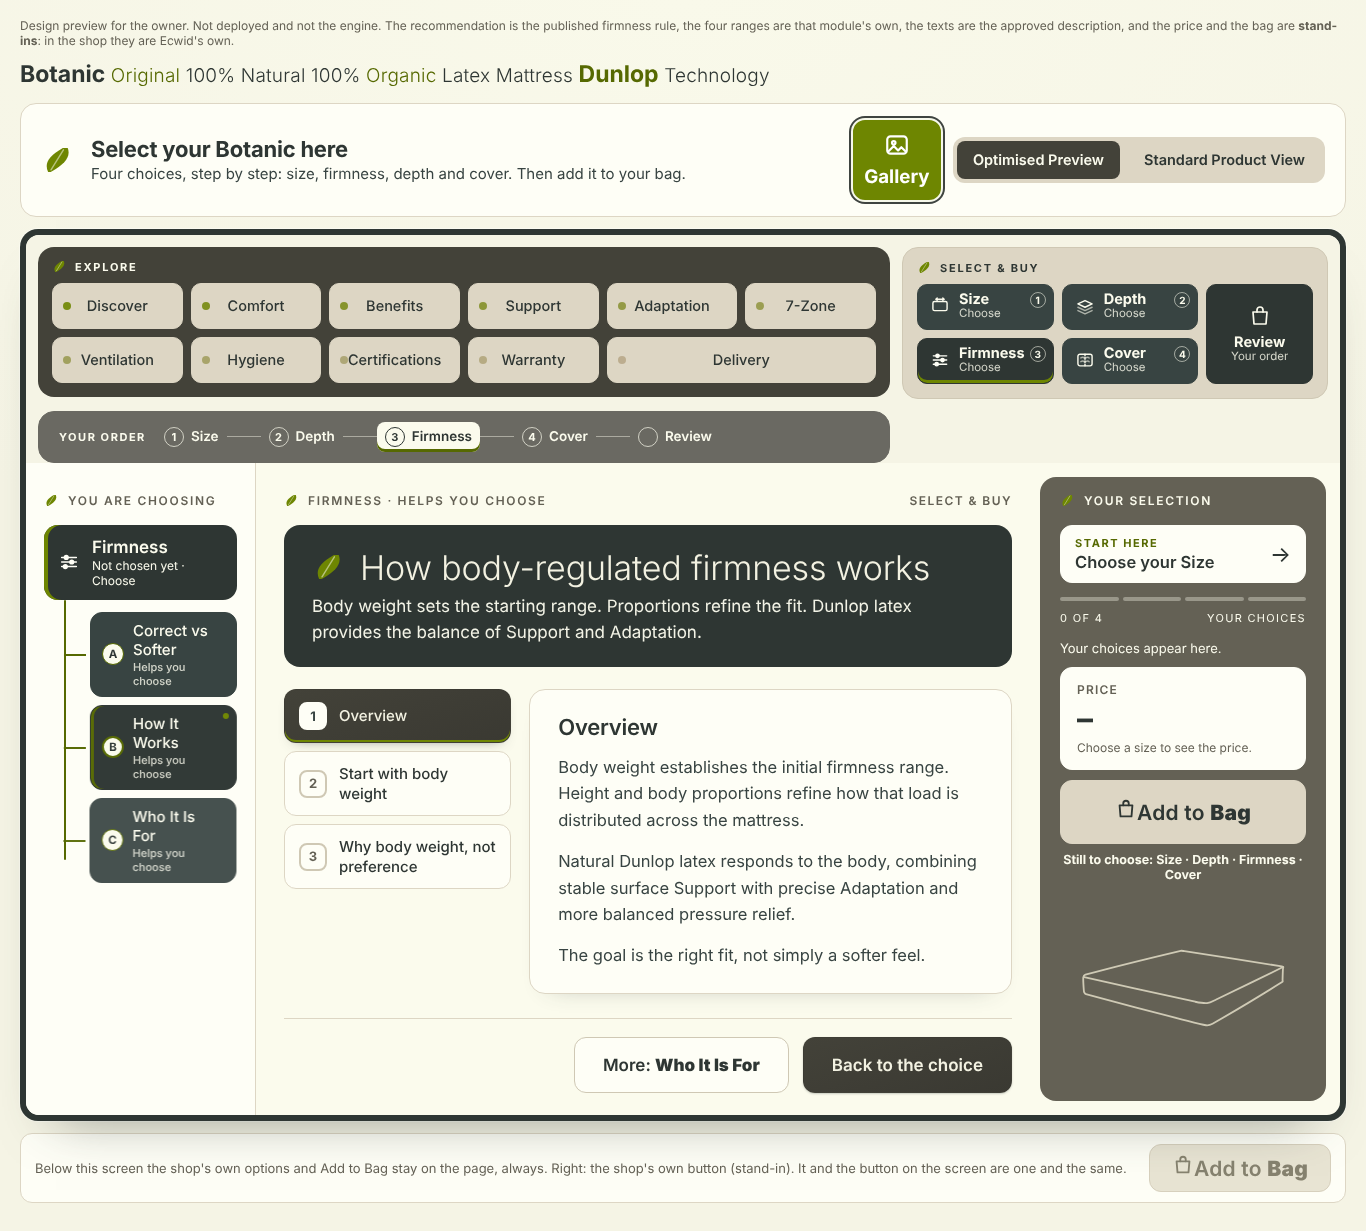 Design preview for the owner. Not deployed and not the engine. The recommendation is the published firmness rule, the four ranges are that module's own, the texts are the approved description, and the price and the bag are stand-
ins: in the shop they are Ecwid's own.
Botanic Original 100% Natural 100% Organic Latex Mattress Dunlop Technology
Select your Botanic here
Four choices, step by step: size, firmness, depth and cover. Then add it to your bag.
Gallery
Optimised Preview
Standard Product View
EXPLORE
Discover
Comfort
Benefits
Support
Adaptation
7-Zone
Ventilation
Hygiene
Certifications
Warranty
Delivery
SELECT & BUY
Size
Choose
1
Depth
Choose
2
Firmness
Choose
3
Cover
Choose
4
Review
Your order
YOUR ORDER
1 Size
2 Depth
3 Firmness
4 Cover
Review
YOU ARE CHOOSING
Firmness
Not chosen yet ·
Choose
A
Correct vs
Softer
Helps you
choose
B
How It
Works
Helps you
choose
C
Who It Is
For
Helps you
choose
FIRMNESS · HELPS YOU CHOOSE
SELECT & BUY
How body-regulated firmness works
Body weight sets the starting range. Proportions refine the fit. Dunlop latex
provides the balance of Support and Adaptation.
1 Overview
2 Start with body
weight
3 Why body weight, not
preference
Overview
Body weight establishes the initial firmness range.
Height and body proportions refine how that load is
distributed across the mattress.
Natural Dunlop latex responds to the body, combining
stable surface Support with precise Adaptation and
more balanced pressure relief.
The goal is the right fit, not simply a softer feel.
More: Who It Is For
Back to the choice
YOUR SELECTION
START HERE
Choose your Size
0 OF 4
YOUR CHOICES
Your choices appear here.
PRICE
–
Choose a size to see the price.
Add to Bag
Still to choose: Size · Depth · Firmness ·
Cover
Below this screen the shop's own options and Add to Bag stay on the page, always. Right: the shop's own button (stand-in). It and the button on the screen are one and the same.
Add to Bag